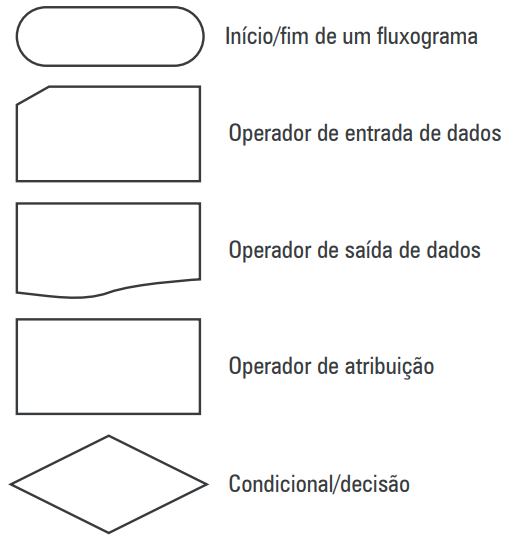 Início/fim de um fluxograma
Operador de entrada de dados
Operador de saída de dados
Operador de atribuição
Condicional/decisão